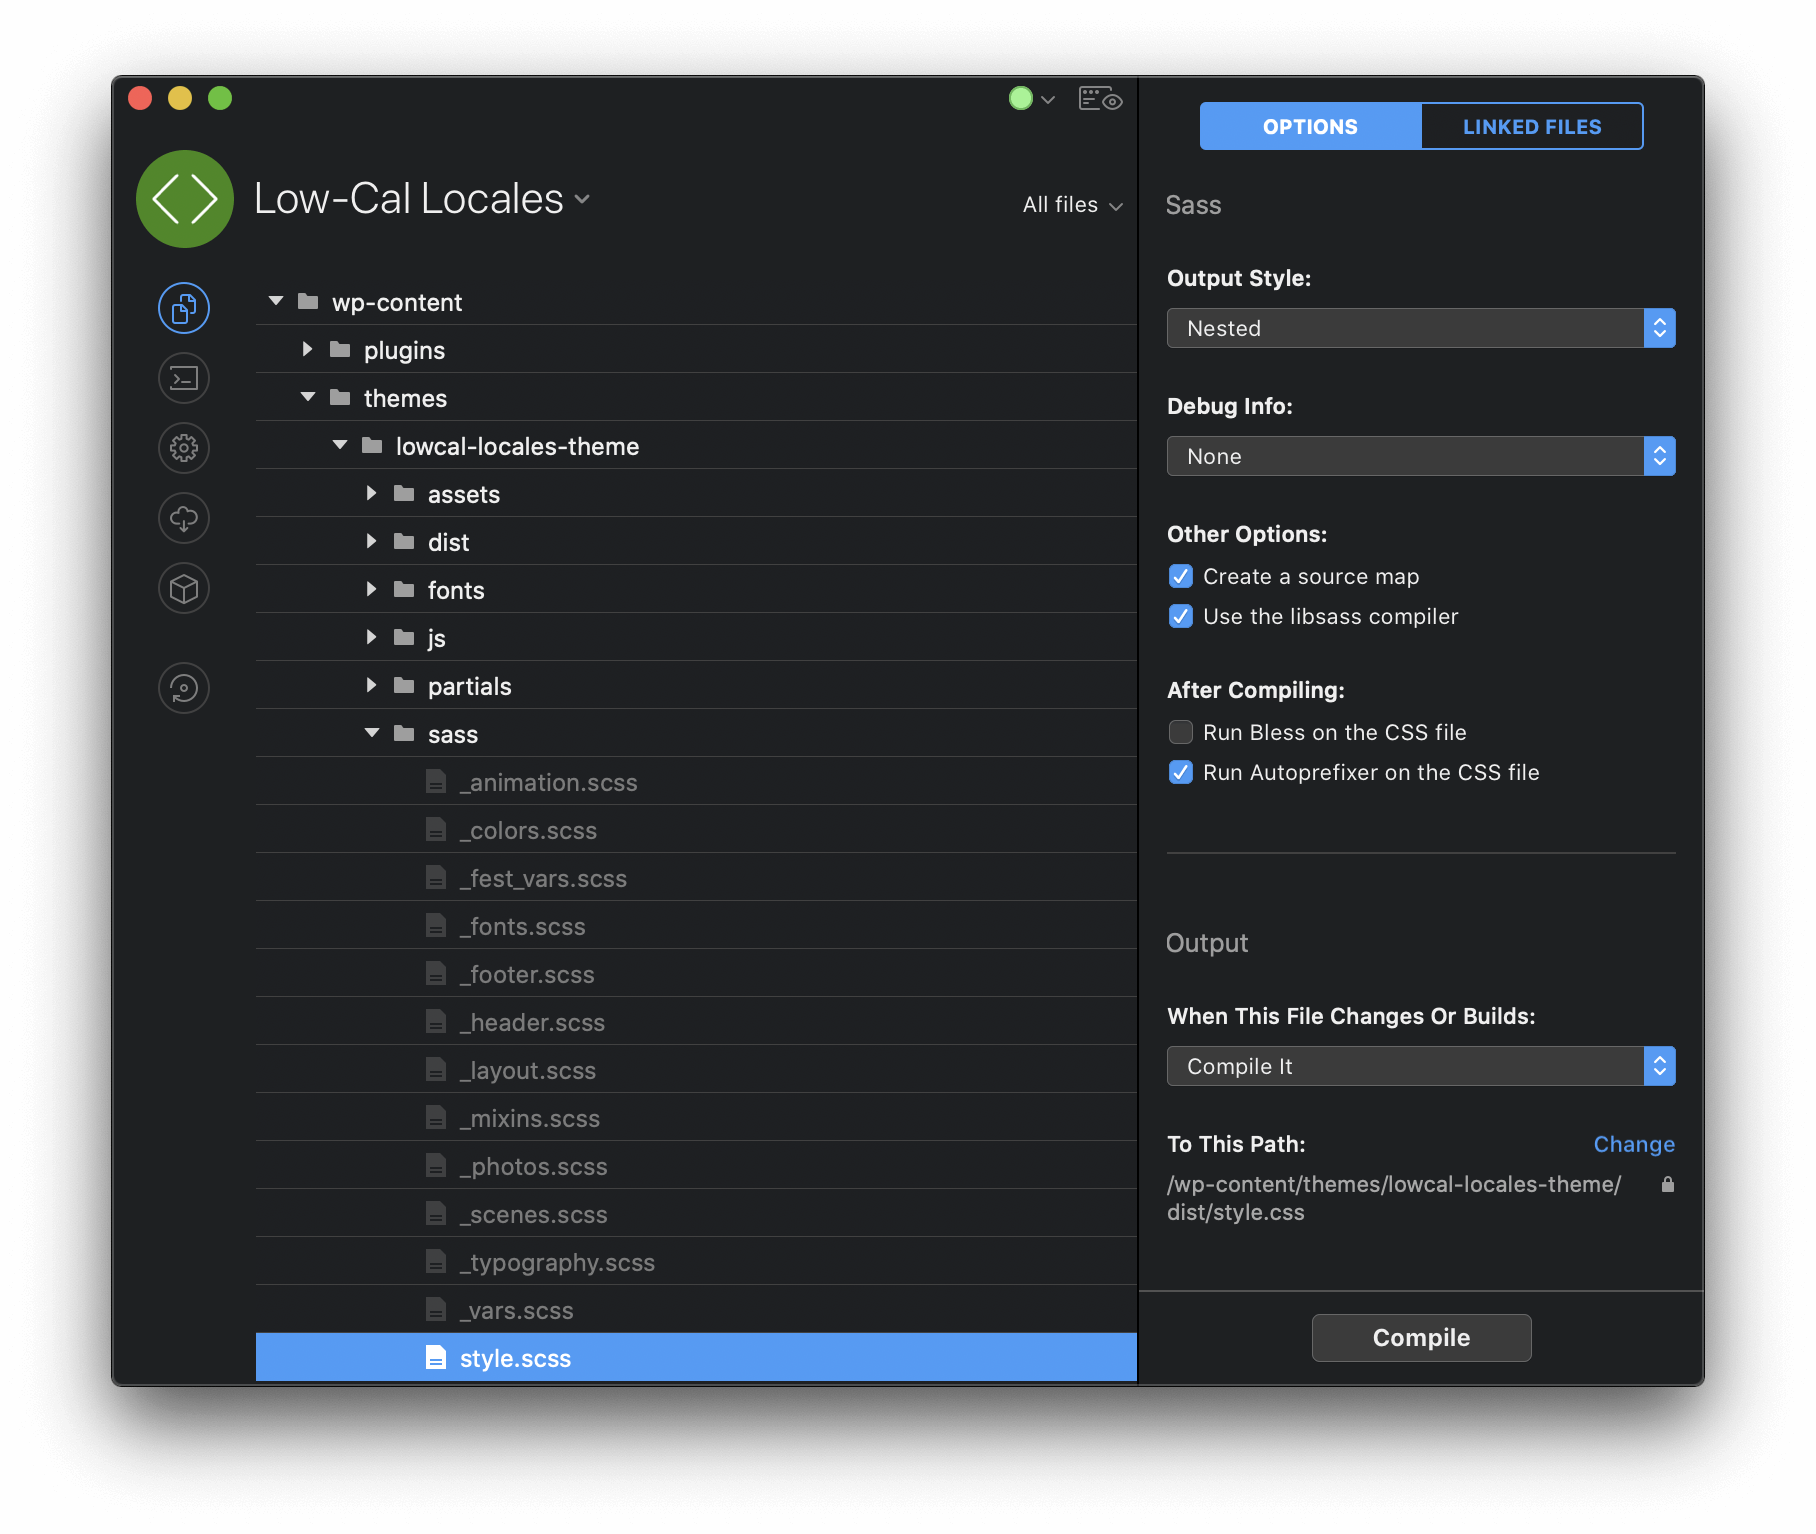 Low-Cal Locales
All files
wp-content
plugins
themes
lowcal-locales-theme
assets
dist
fonts
js
partials
sass
_animation.scss
_colors.scss
_fest_vars.scss
_fonts.scss
_footer.scss
_header.scss
_layout.scss
_mixins.scss
_photos.scss
_scenes.scss
_typography.scss
_vars.scss
style.scss
OPTIONS
LINKED FILES
Sass
Output Style:
Nested
Debug Info:
None
Other Options:
Create a source map
Use the libsass compiler
After Compiling:
Run Bless on the CSS file
Run Autoprefixer on the CSS file
Output
When This File Changes Or Builds:
Compile It
To This Path:
Change
/wp-content/themes/lowcal-locales-theme/
dist/style.css
Compile